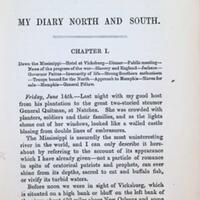 MY DIARY NORTH AND SOUTH.
CHAPTER I.
Down the Mississippi—Hotel at Vicksburg—Dinner—Public meeting—
News of the progress of the war—Slavery and England—Jackson—
Governor Pettus—Insecurity of life—Strong Southern enthusiasm
—Troops bound for the North—Approach to Memphis—Slaves for
sale—Memphis—General Pillow.
Friday, June 14th.—Last night with my good host
from his plantation to the great two-storied steamer
General Quitman, at Natchez. She was crowded with
planters, soldiers and their families, and as the lights
shone out of her windows, looked like a walled castle
blazing from double lines of embrasures.
The Mississippi is assuredly the most uninteresting
river in the world, and I can only describe it here-
about by referring to the account of its appearance
which I have already given—not a particle of romance
in spite of oratorical patriots and prophets, can ever
shine from its depths, sacred to cat and buffalo fish,
or vivify its turbid waters.
Before noon we were in sight of Vicksburg, which
is situated on a high bank or bluff on the left bank of